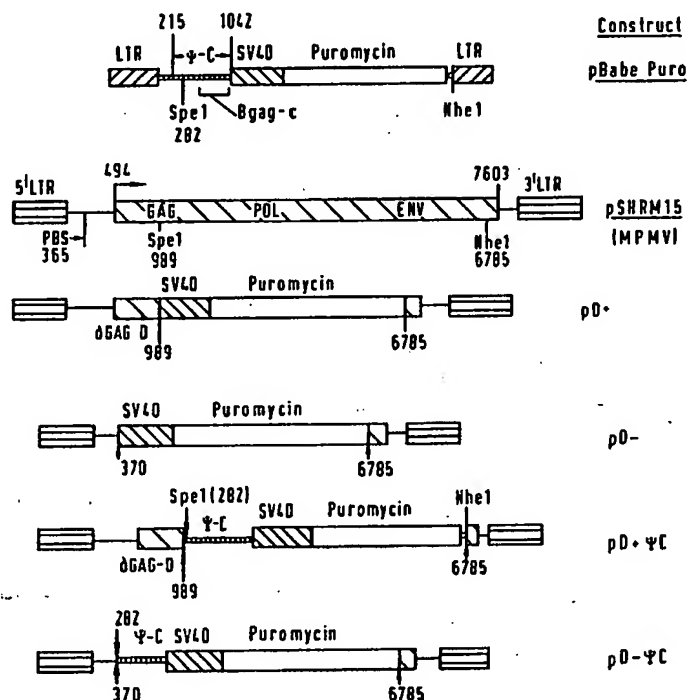 Construct
215 1042
LTR Ψ-C SV40 Puromycin LTR
pBabe Puro
Spe1 Bgag-c Nhe1
282
5'LTR 494 7603 3'LTR
GAG POL ENV
pSHRM15
(MPMV)
PBS Spe1 Nhe1
365 989 6785
SV40 Puromycin
pD+
∂GAG D 989 6785
SV40 Puromycin
pD-
370 6785
Spe1(282) Ψ-C SV40 Puromycin Nhe1
pD+ ΨC
∂GAG-D 989 6785
282
Ψ-C SV40 Puromycin
pD-ΨC
370 6785